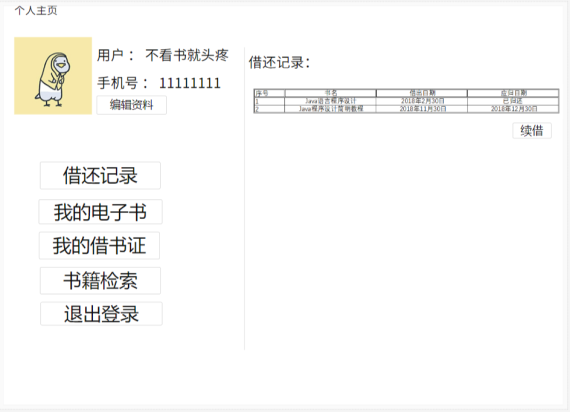 个人主页
用户： 不看书就头疼
手机号： 11111111
编辑资料
借还记录
我的电子书
我的借书证
书籍检索
退出登录
借还记录：
序号 书名 借出日期 应归日期
1 Java语言程序设计 2018年2月30日 已归还
2 Java程序设计简明教程 2018年11月30日 2018年12月30日
续借